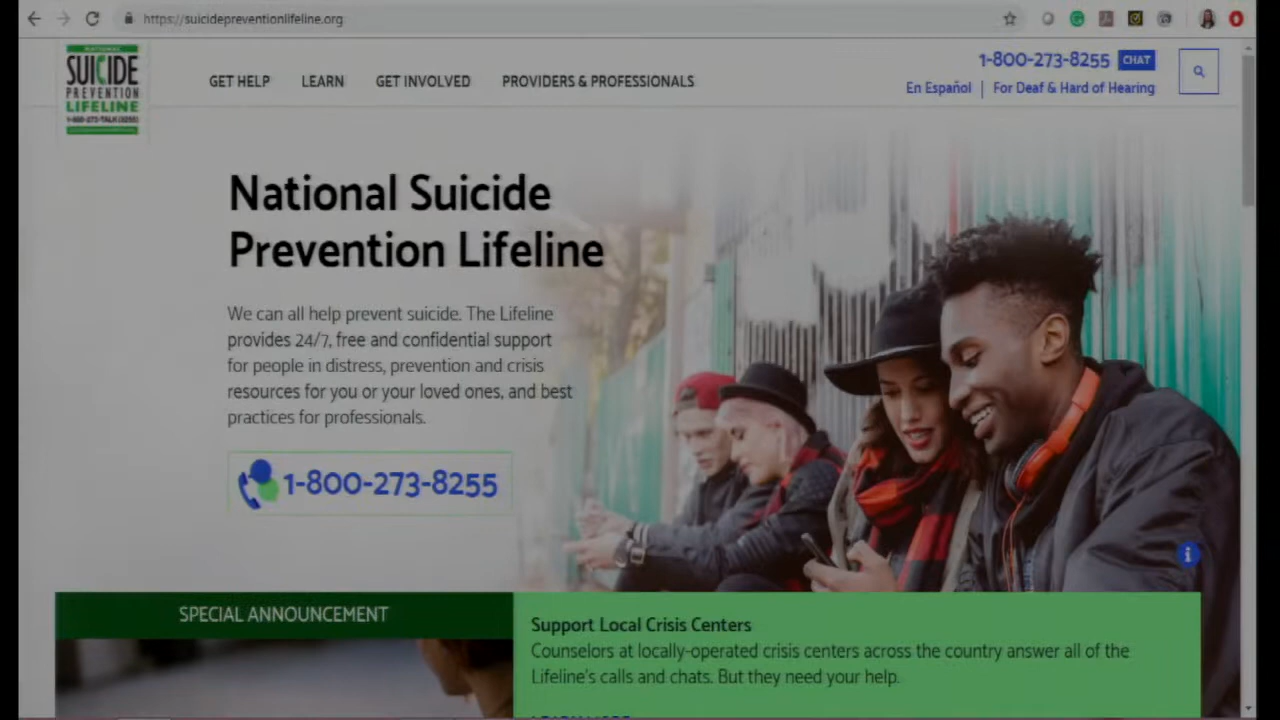 https://suicidepreventionlifeline.org
NATIONAL
SUICIDE
PREVENTION
LIFELINE
1-800-273-TALK (8255)
GET HELP
LEARN
GET INVOLVED
PROVIDERS & PROFESSIONALS
1-800-273-8255
CHAT
En Español
For Deaf & Hard of Hearing
National Suicide
Prevention Lifeline
We can all help prevent suicide. The Lifeline
provides 24/7, free and confidential support
for people in distress, prevention and crisis
resources for you or your loved ones, and best
practices for professionals.
1-800-273-8255
SPECIAL ANNOUNCEMENT
Support Local Crisis Centers
Counselors at locally-operated crisis centers across the country answer all of the
Lifeline's calls and chats. But they need your help.